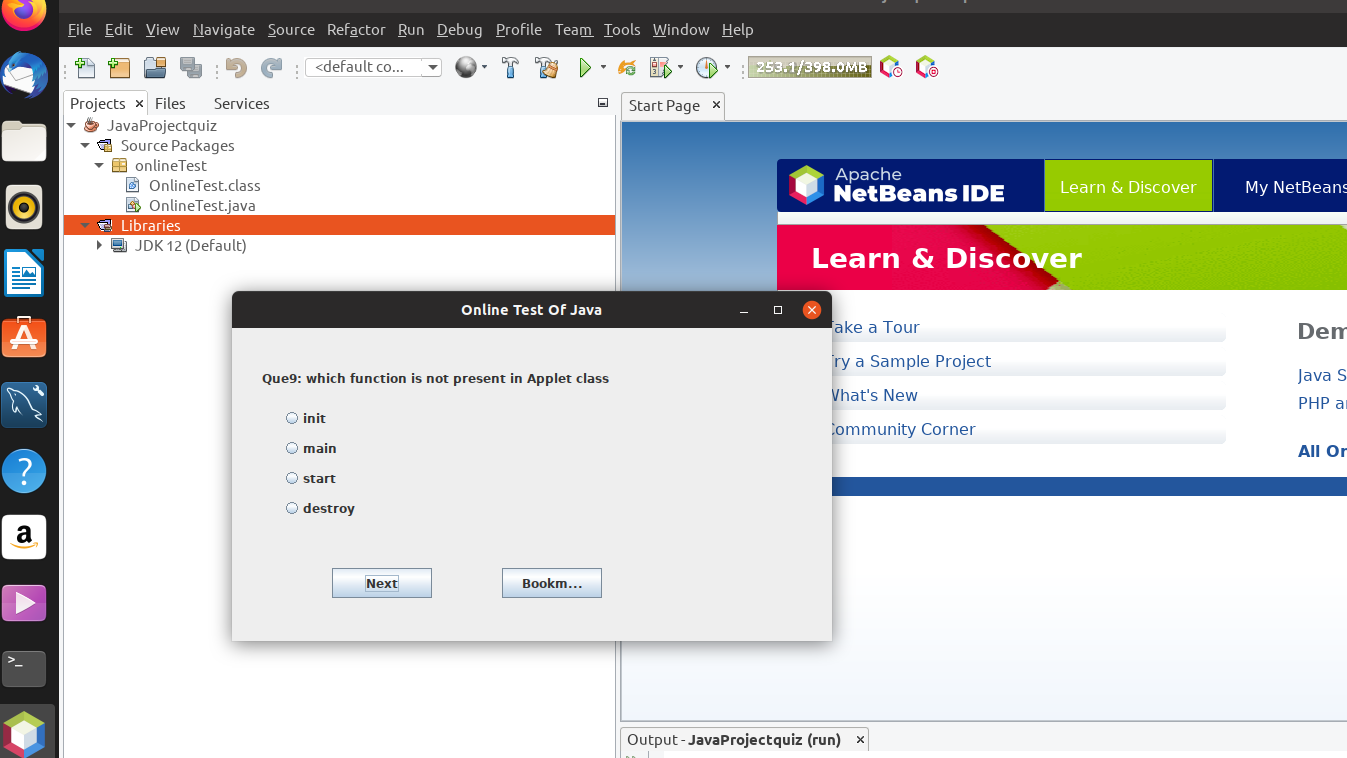 File Edit View Navigate Source Refactor Run Debug Profile Team Tools Window Help
<default co...
253.1/398.0MB
Projects Files Services
Start Page
JavaProjectquiz
Source Packages
onlineTest
OnlineTest.class
OnlineTest.java
Libraries
JDK 12 (Default)
Apache
NetBeans IDE
Learn & Discover
My NetBeans
Learn & Discover
Take a Tour
Try a Sample Project
What's New
Community Corner
Dem
Java S
PHP an
All On
Online Test Of Java
Que9: which function is not present in Applet class
init
main
start
destroy
Next
Bookm...
Output - JavaProjectquiz (run)